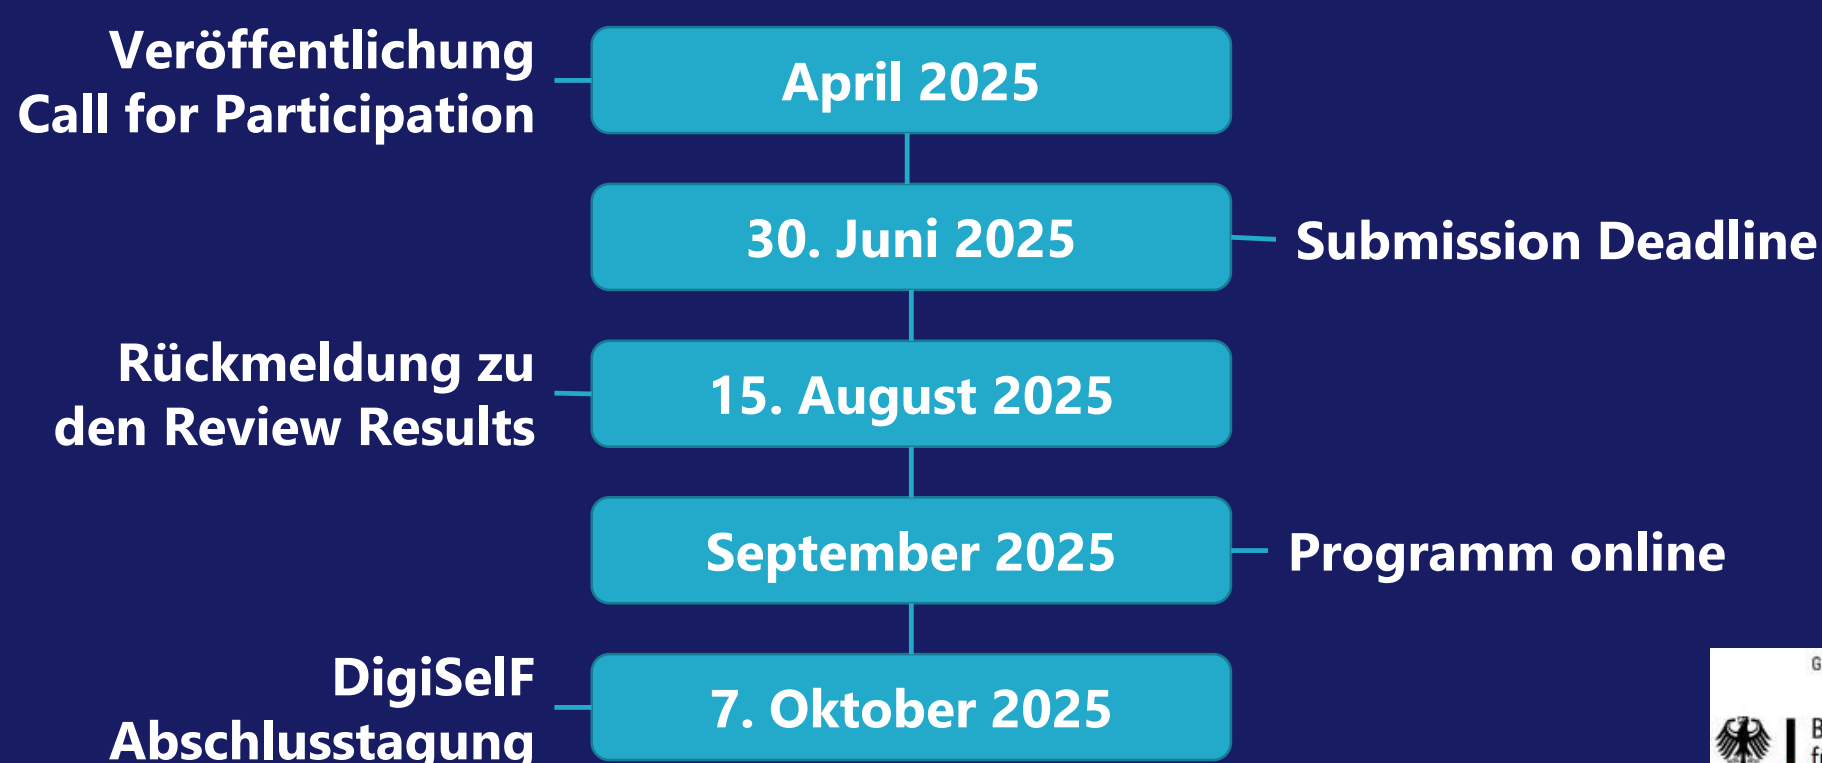 Veröffentlichung
Call for Participation
April 2025
30. Juni 2025
Submission Deadline
Rückmeldung zu
den Review Results
15. August 2025
September 2025
Programm online
DigiSelF
Abschlusstagung
7. Oktober 2025